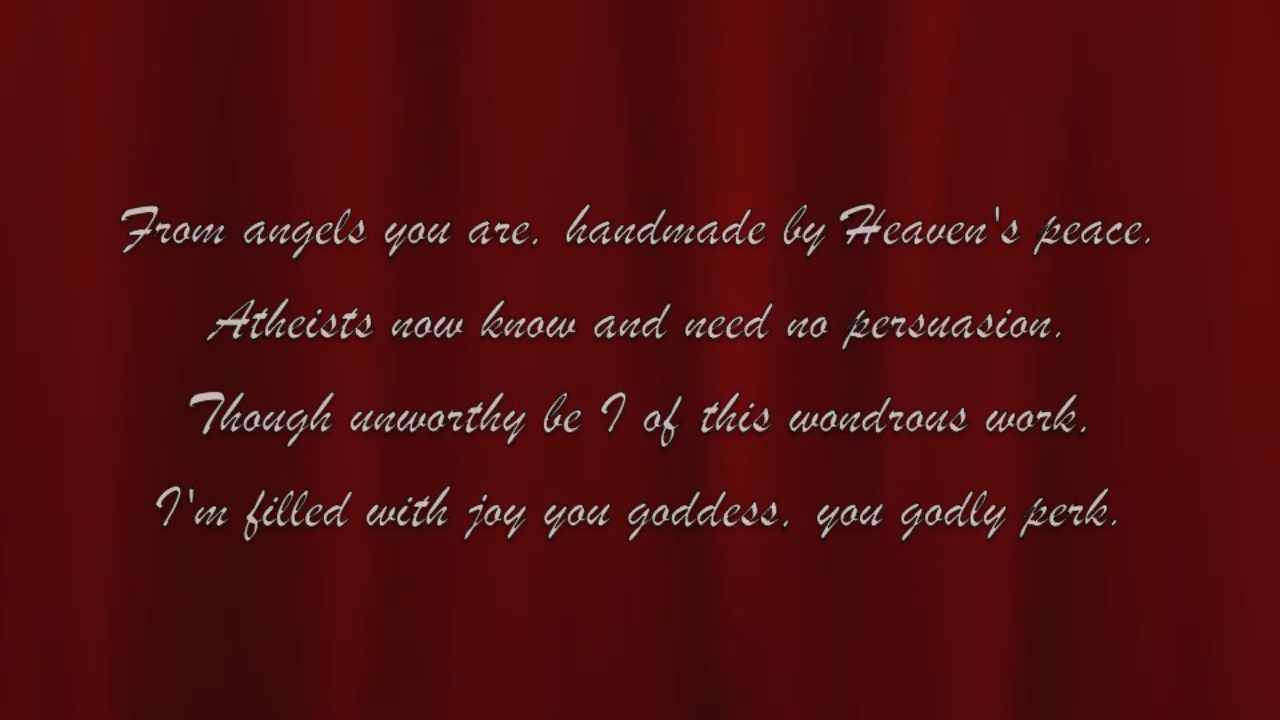 From angels you are, handmade by Heaven's peace.
Atheists now know and need no persuasion.
Though unworthy be I of this wondrous work,
I'm filled with joy you goddess, you godly perk.